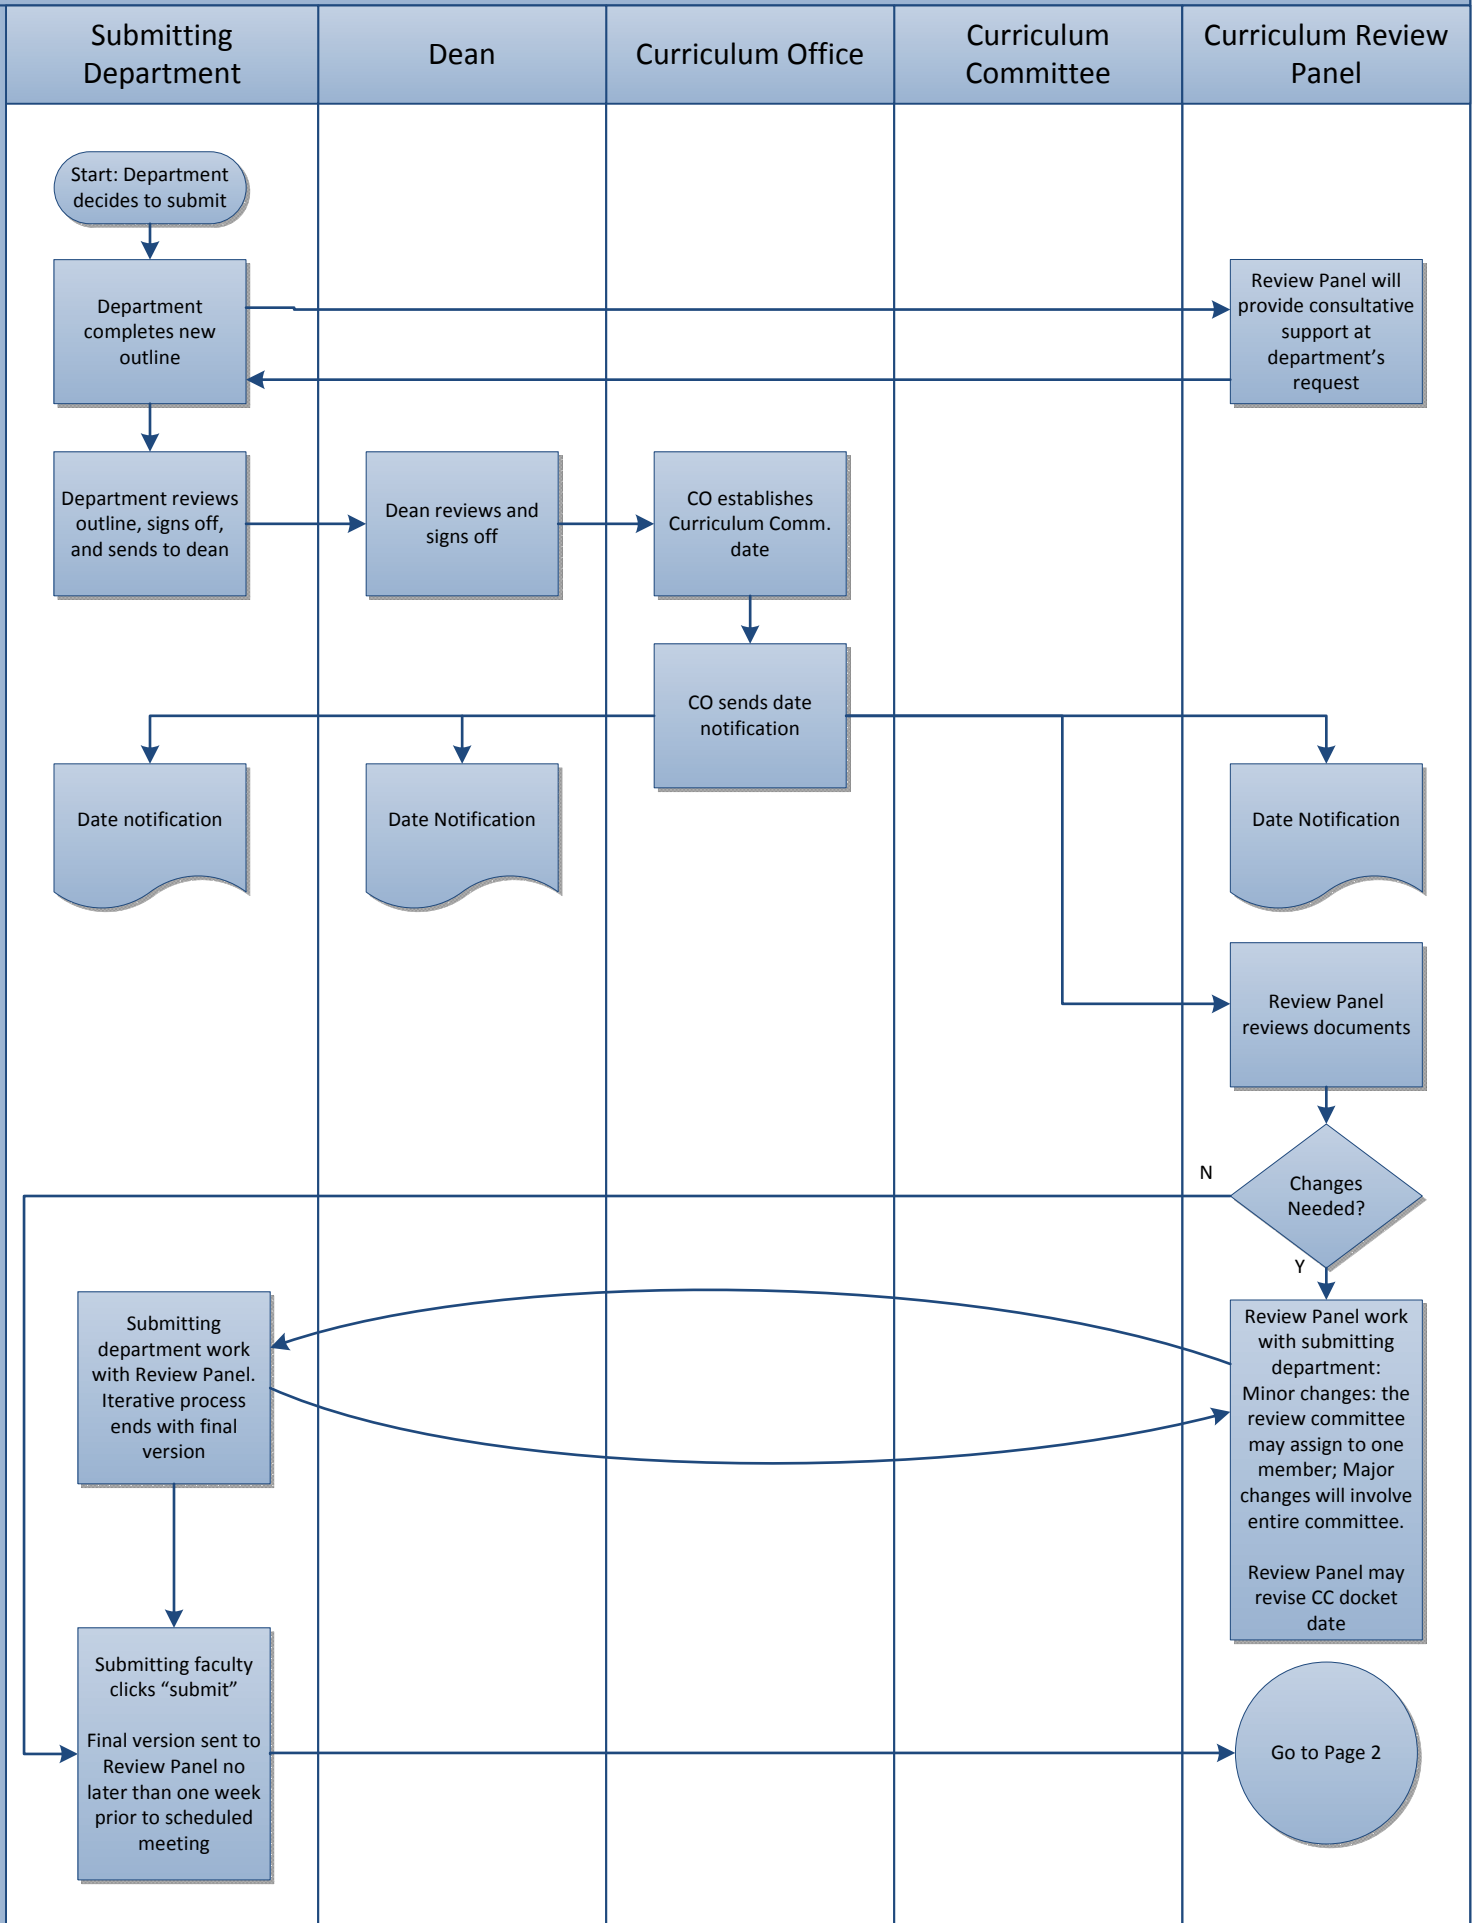 Submitting
Department
Dean
Curriculum Office
Curriculum
Committee
Curriculum Review
Panel
Start: Department
decides to submit
Department
completes new
outline
Review Panel will
provide consultative
support at
department’s
request
Department reviews
outline, signs off,
and sends to dean
Dean reviews and
signs off
CO establishes
Curriculum Comm.
date
CO sends date
notification
Date notification
Date Notification
Date Notification
Review Panel
reviews documents
Changes
Needed?
N
Y
Submitting
department work
with Review Panel.
Iterative process
ends with final
version
Review Panel work
with submitting
department:
Minor changes: the
review committee
may assign to one
member; Major
changes will involve
entire committee.
Review Panel may
revise CC docket
date
Submitting faculty
clicks “submit”
Final version sent to
Review Panel no
later than one week
prior to scheduled
meeting
Go to Page 2